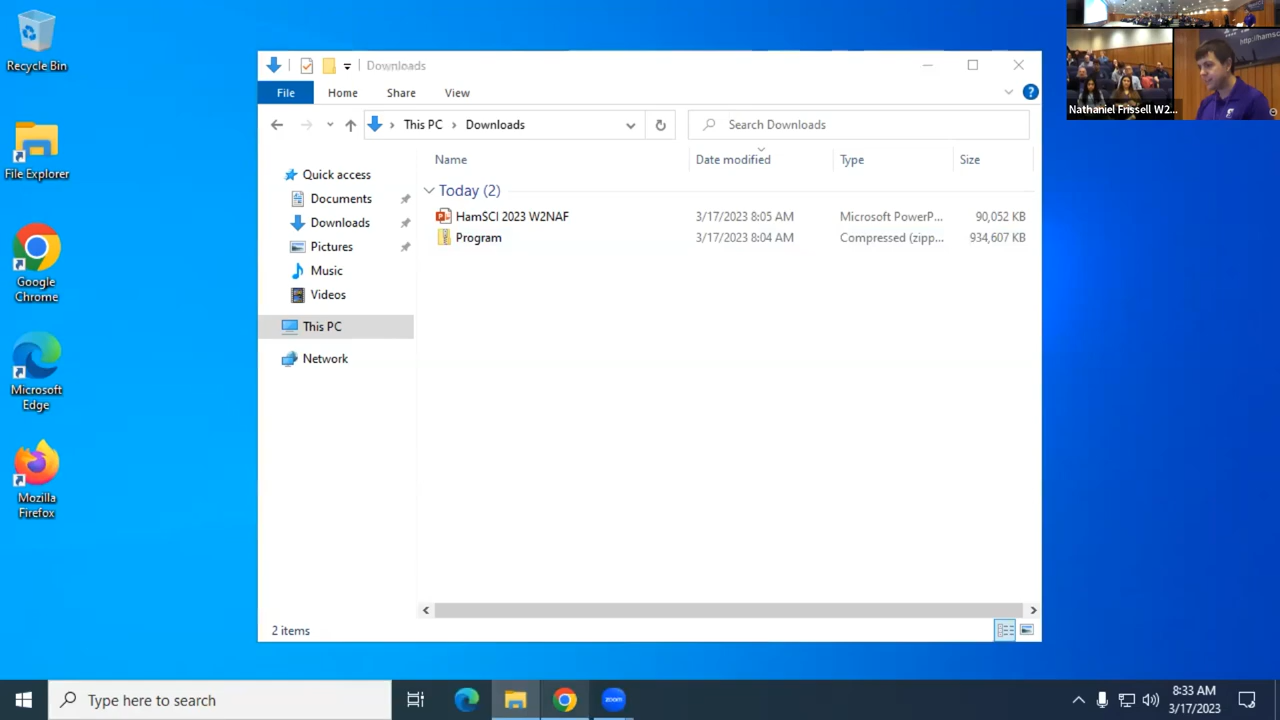 Recycle Bin
File Explorer
Google
Chrome
Microsoft
Edge
Mozilla
Firefox
Downloads
File
Home
Share
View
This PC
Downloads
Search Downloads
Quick access
Documents
Downloads
Pictures
Music
Videos
This PC
Network
Name
Date modified
Type
Size
Today (2)
HamSCI 2023 W2NAF
3/17/2023 8:05 AM
Microsoft PowerP...
90,052 KB
Program
3/17/2023 8:04 AM
Compressed (zipp...
934,607 KB
2 items
http://hamsc
Nathaniel Frissell W2...
Type here to search
zoom
8:33 AM
3/17/2023